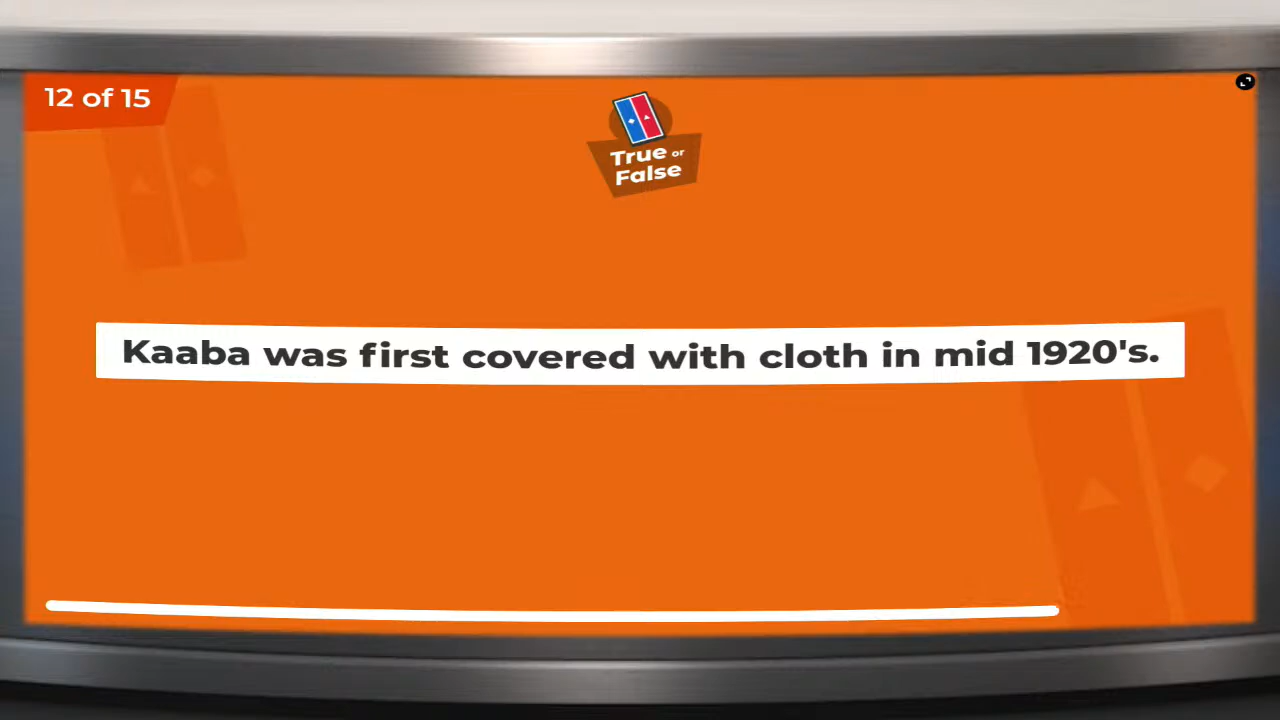 12 of 15
True or
False
Kaaba was first covered with cloth in mid 1920's.